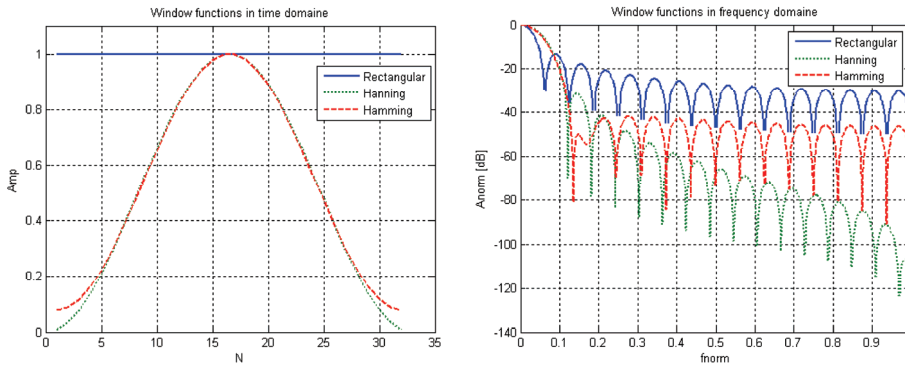 Window functions in time domaine
1
0.8
0.6
0.4
0.2
0
Amp
0
5
10
15
20
25
30
35
N
Rectangular
Hanning
Hamming
Window functions in frequency domaine
0
-20
-40
-60
-80
-100
-120
-140
Anorm [dB]
0
0.1
0.2
0.3
0.4
0.5
0.6
0.7
0.8
0.9
fnorm
Rectangular
Hanning
Hamming